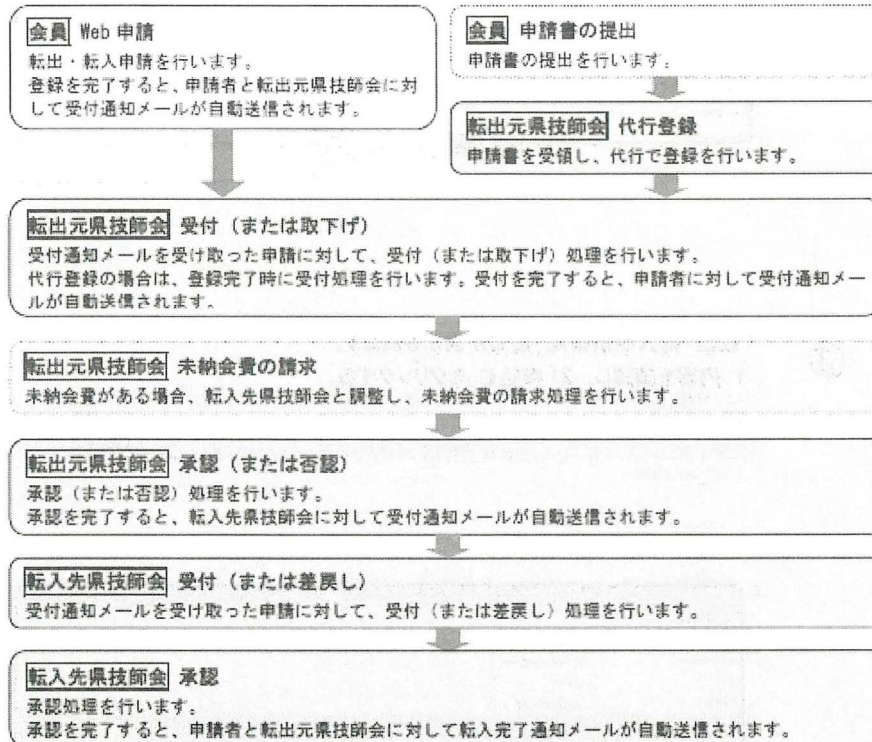 会員 Web 申請
転出・転入申請を行います。
登録を完了すると、申請者と転出元県技師会に対
して受付通知メールが自動送信されます。
会員 申請書の提出
申請書の提出を行います。
転出元県技師会 代行登録
申請書を受領し、代行で登録を行います。
転出元県技師会 受付（または取下げ）
受付通知メールを受け取った申請に対して、受付（または取下げ）処理を行います。
代行登録の場合は、登録完了時に受付処理を行います。受付を完了すると、申請者に対して受付通知メー
ルが自動送信されます。
転出元県技師会 未納会費の請求
未納会費がある場合、転入先県技師会と調整し、未納会費の請求処理を行います。
転出元県技師会 承認（または否認）
承認（または否認）処理を行います。
承認を完了すると、転入先県技師会に対して受付通知メールが自動送信されます。
転入先県技師会 受付（または差戻し）
受付通知メールを受け取った申請に対して、受付（または差戻し）処理を行います。
転入先県技師会 承認
承認処理を行います。
承認を完了すると、申請者と転出元県技師会に対して転入完了通知メールが自動送信されます。